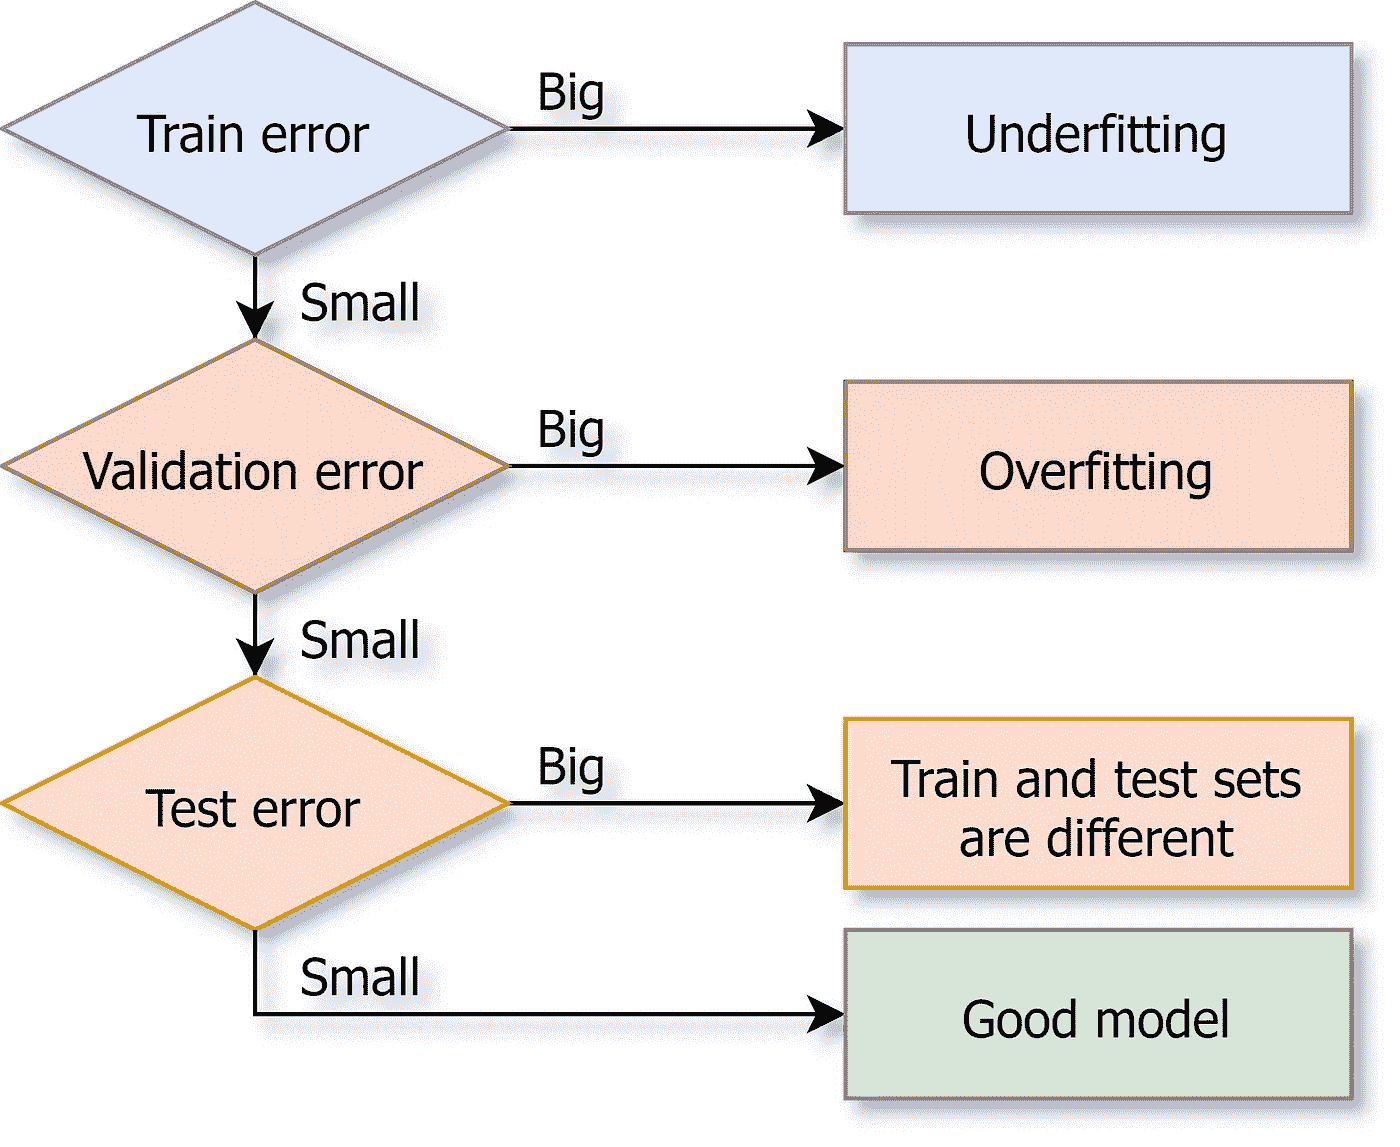 Train error
Big
Underfitting
Small
Validation error
Big
Overfitting
Small
Test error
Big
Train and test sets
are different
Small
Good model